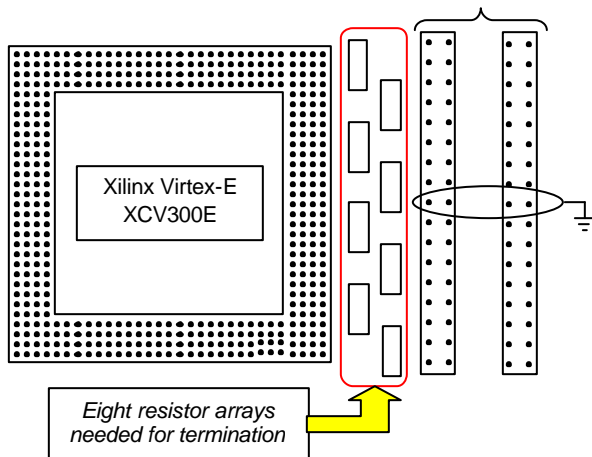 Xilinx Virtex-E
XCV300E
Eight resistor arrays
needed for termination